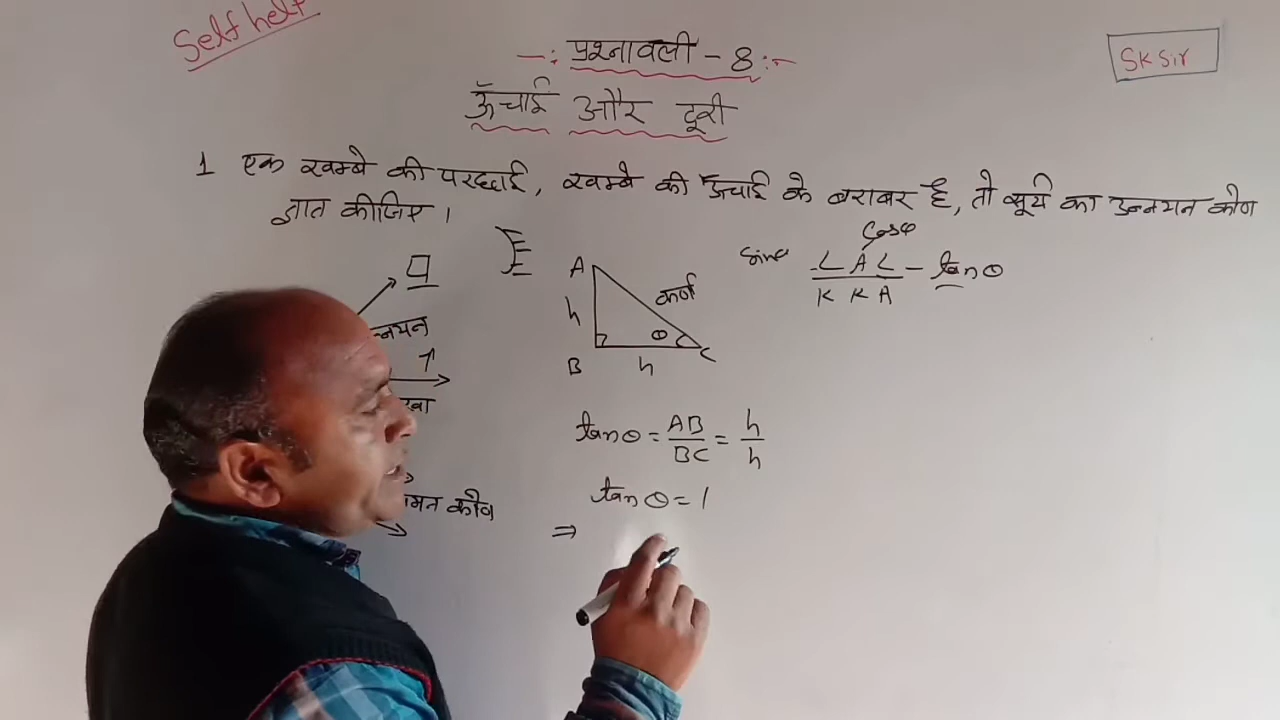 Self help
-: प्रश्नावली - 8 :-
SK Sir
ऊँचाई और दूरी
1 एक खम्बे की परछाई, खम्बे की ऊँचाई के बराबर है, तो सूर्य का उन्नयन कोण
ज्ञात कीजिए।
A
h
B
h
C
θ
कर्ण
cosθ
L A L
K K A
- tanθ
tanθ = AB/BC = h/h
tanθ = 1
⇒